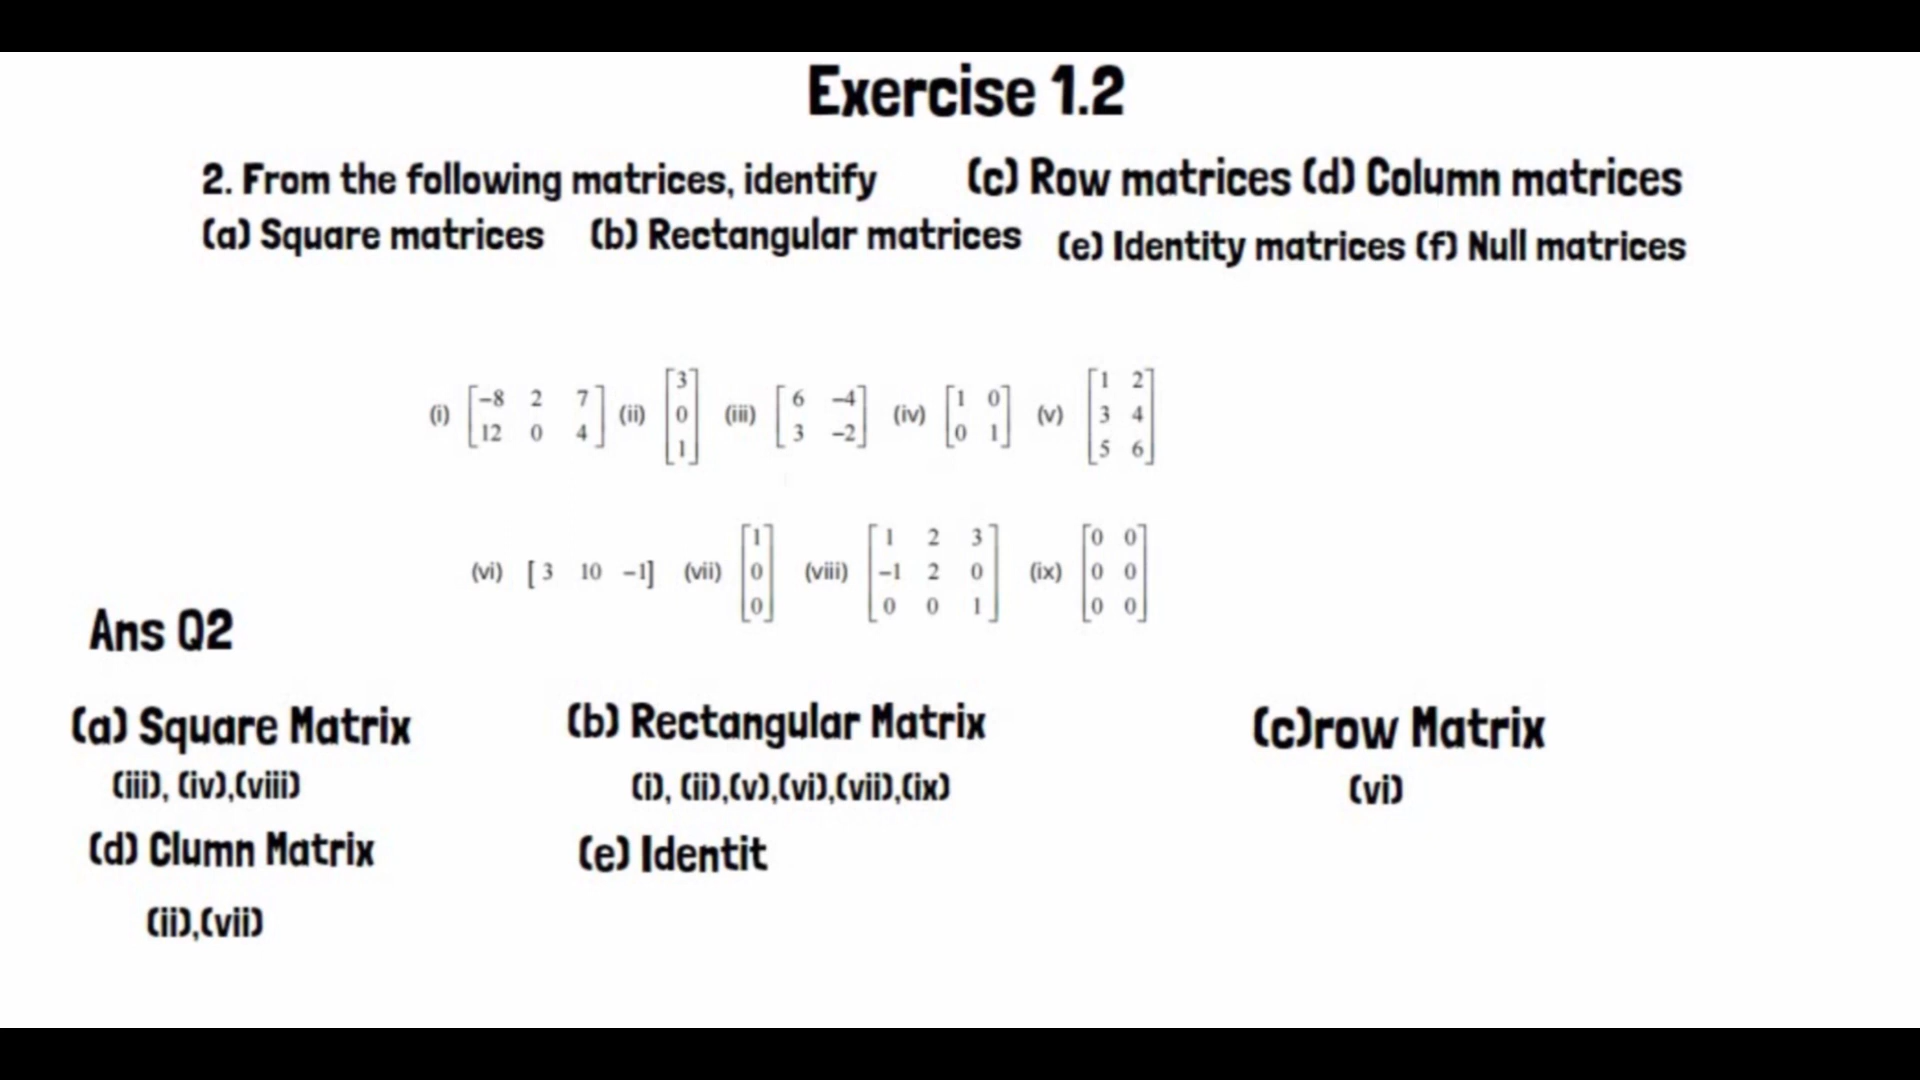 Exercise 1.2
2. From the following matrices, identify (c) Row matrices (d) Column matrices
(a) Square matrices (b) Rectangular matrices (e) Identity matrices (f) Null matrices
(i) [−8 2 7 (ii) [3 (iii) [6 −4 (iv) [1 0 (v) [1 2
12 0 4] 0 3 −2] 0 1] 3 4
1] 5 6]
(vi) [3 10 −1] (vii) [1 (viii) [1 2 3 (ix) [0 0
0 −1 2 0 0 0
0] 0 0 1] 0 0]
Ans Q2
(a) Square Matrix (b) Rectangular Matrix (c)row Matrix
(iii), (iv),(viii) (i), (ii),(v),(vi),(vii),(ix) (vi)
(d) Clumn Matrix (e) Identit
(ii),(vii)